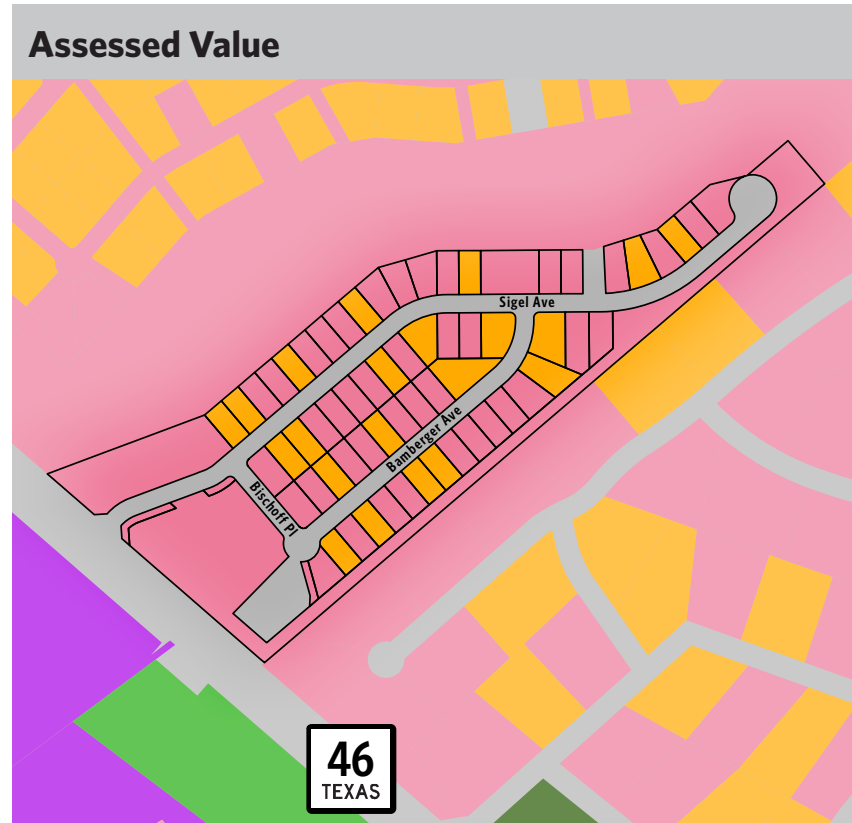 Assessed Value
Sigel Ave
Bamberger Ave
Bischoff Pl
46
TEXAS